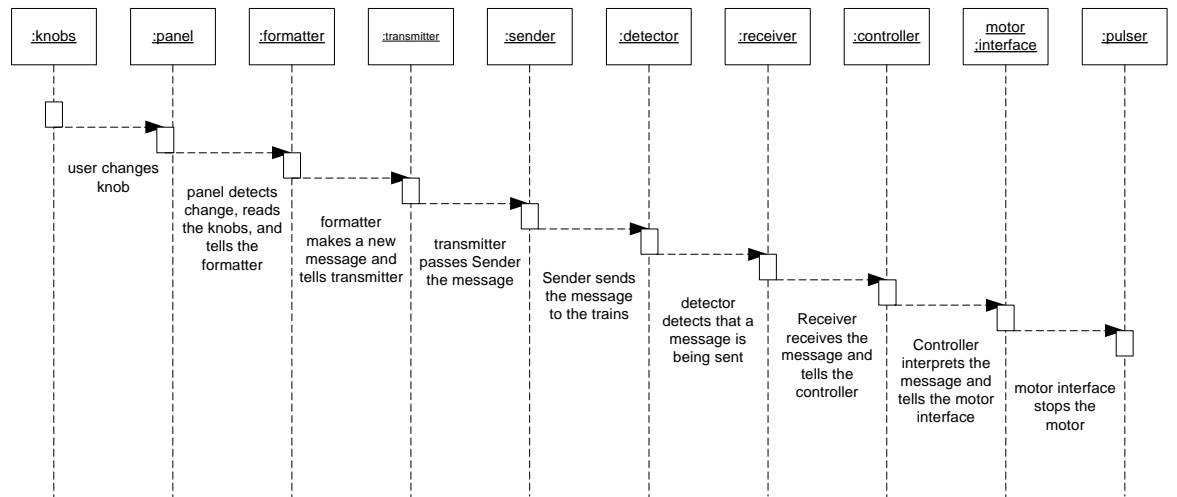 :knobs
:panel
:formatter
:transmitter
:sender
:detector
:receiver
:controller
motor
:interface
:pulser
user changes
knob
panel detects
change, reads
the knobs, and
tells the
formatter
formatter
makes a new
message and
tells transmitter
transmitter
passes Sender
the message
Sender sends
the message
to the trains
detector
detects that a
message is
being sent
Receiver
receives the
message and
tells the
controller
Controller
interprets the
message and
tells the motor
interface
motor interface
stops the
motor